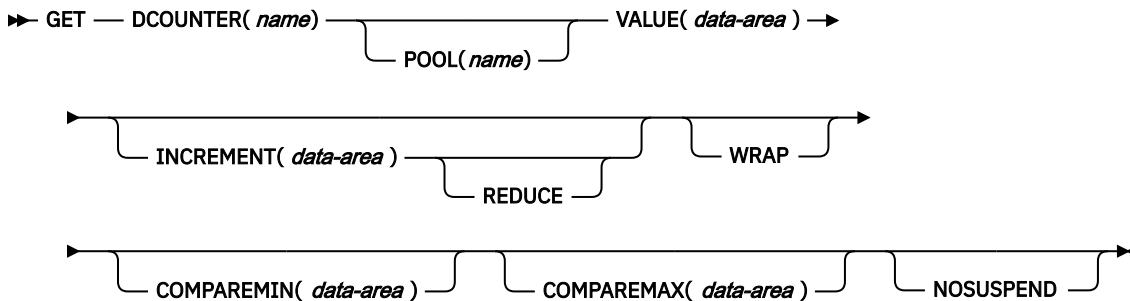 GET DCOUNTER( name) VALUE( data-area )
POOL(name)
INCREMENT( data-area ) WRAP
REDUCE
COMPAREMIN( data-area ) COMPAREMAX( data-area ) NOSUSPEND